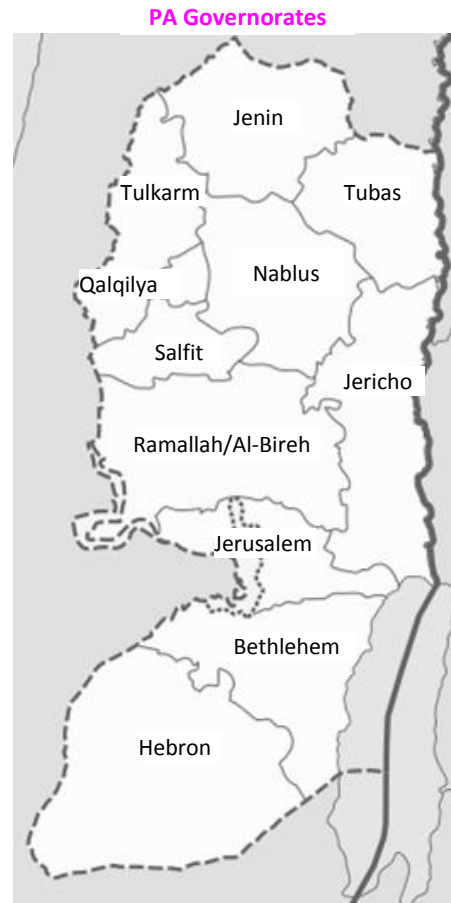 PA Governorates
Jenin
Tulkarm
Tubas
Nablus
Qalqilya
Salfit
Jericho
Ramallah/Al-Bireh
Jerusalem
Bethlehem
Hebron